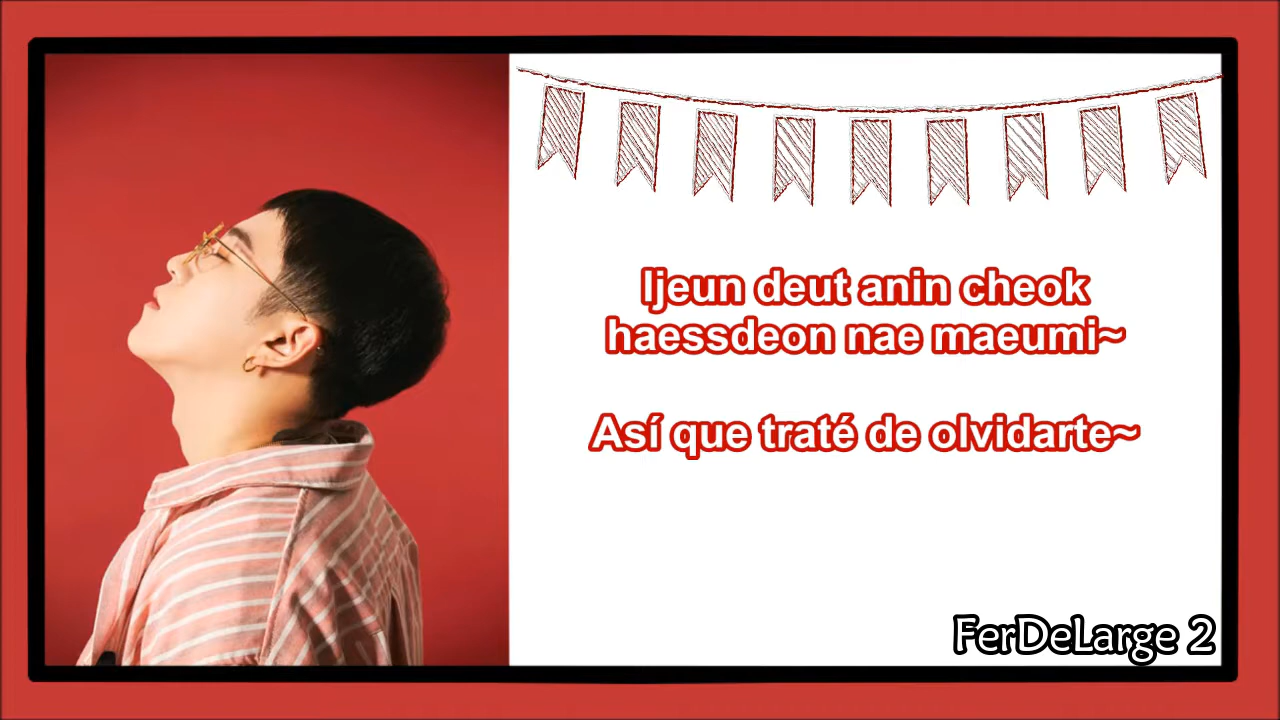 Ijeun deut anin cheok
haessdeon nae maeumi~
Así que traté de olvidarte~
FerDeLarge 2